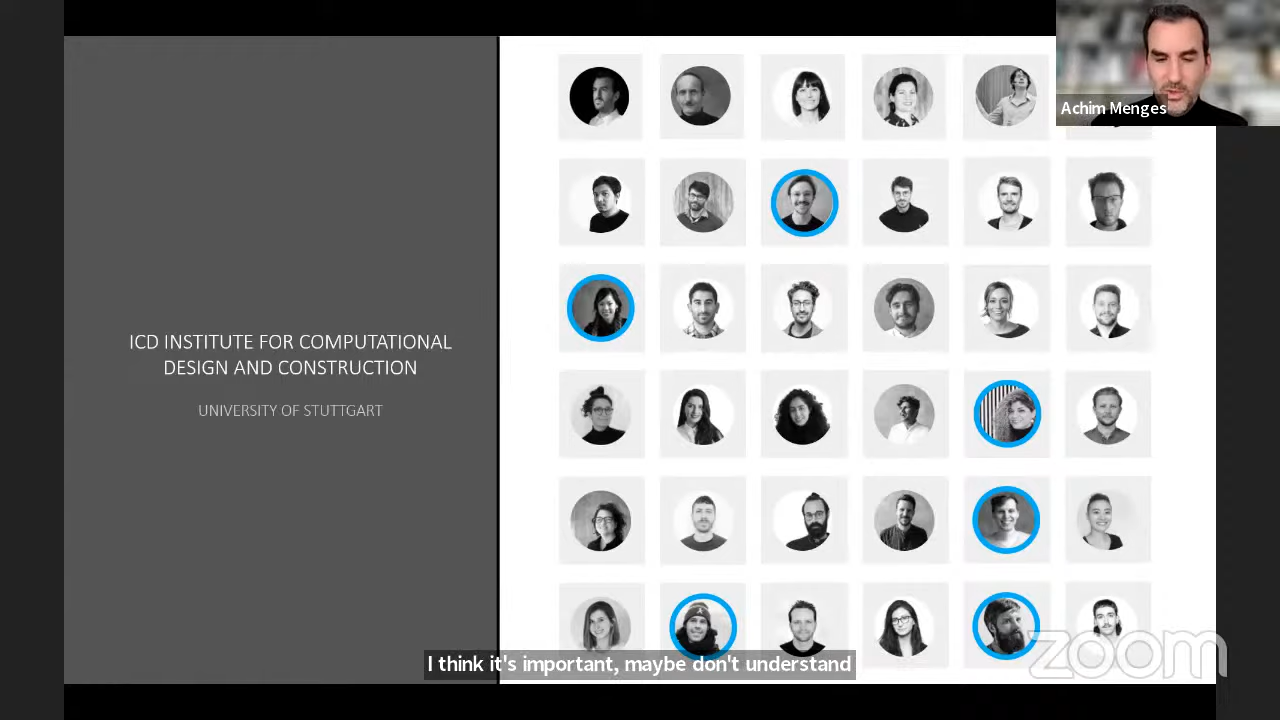 Achim Menges
ICD INSTITUTE FOR COMPUTATIONAL
DESIGN AND CONSTRUCTION
UNIVERSITY OF STUTTGART
I think it's important, maybe don't understand
zoom